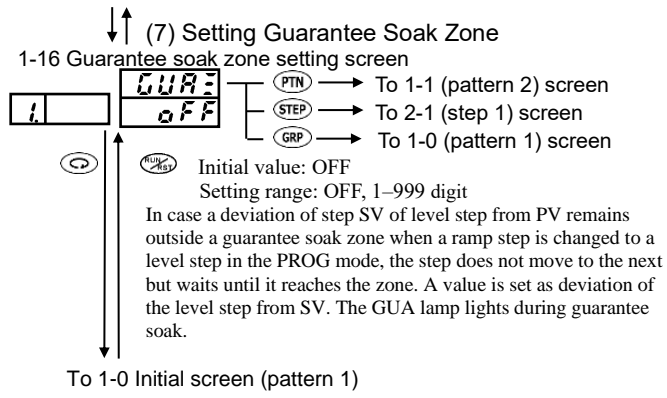 (7) Setting Guarantee Soak Zone
1-16 Guarantee soak zone setting screen
PTN To 1-1 (pattern 2) screen
1. oFF STEP To 2-1 (step 1) screen
GRP To 1-0 (pattern 1) screen
RUN/RST Initial value: OFF
Setting range: OFF, 1–999 digit
In case a deviation of step SV of level step from PV remains
outside a guarantee soak zone when a ramp step is changed to a
level step in the PROG mode, the step does not move to the next
but waits until it reaches the zone. A value is set as deviation of
the level step from SV. The GUA lamp lights during guarantee
soak.
To 1-0 Initial screen (pattern 1)